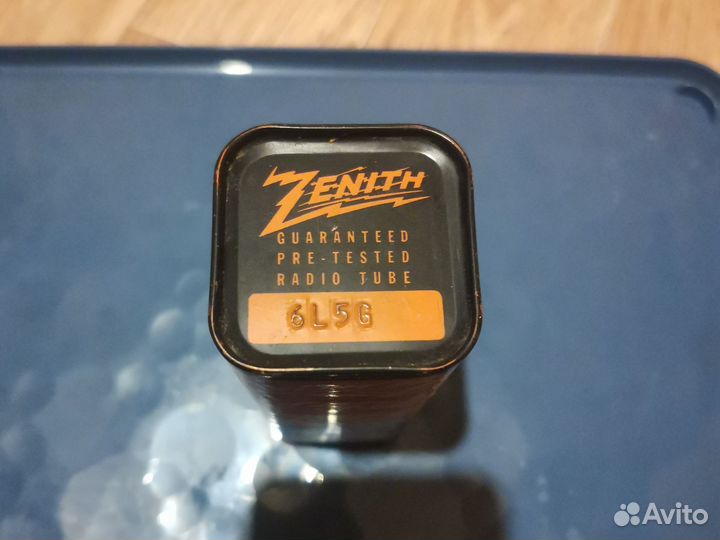 ZENITH
GUARANTEED
PRE-TESTED
RADIO TUBE
6L5G
Avito